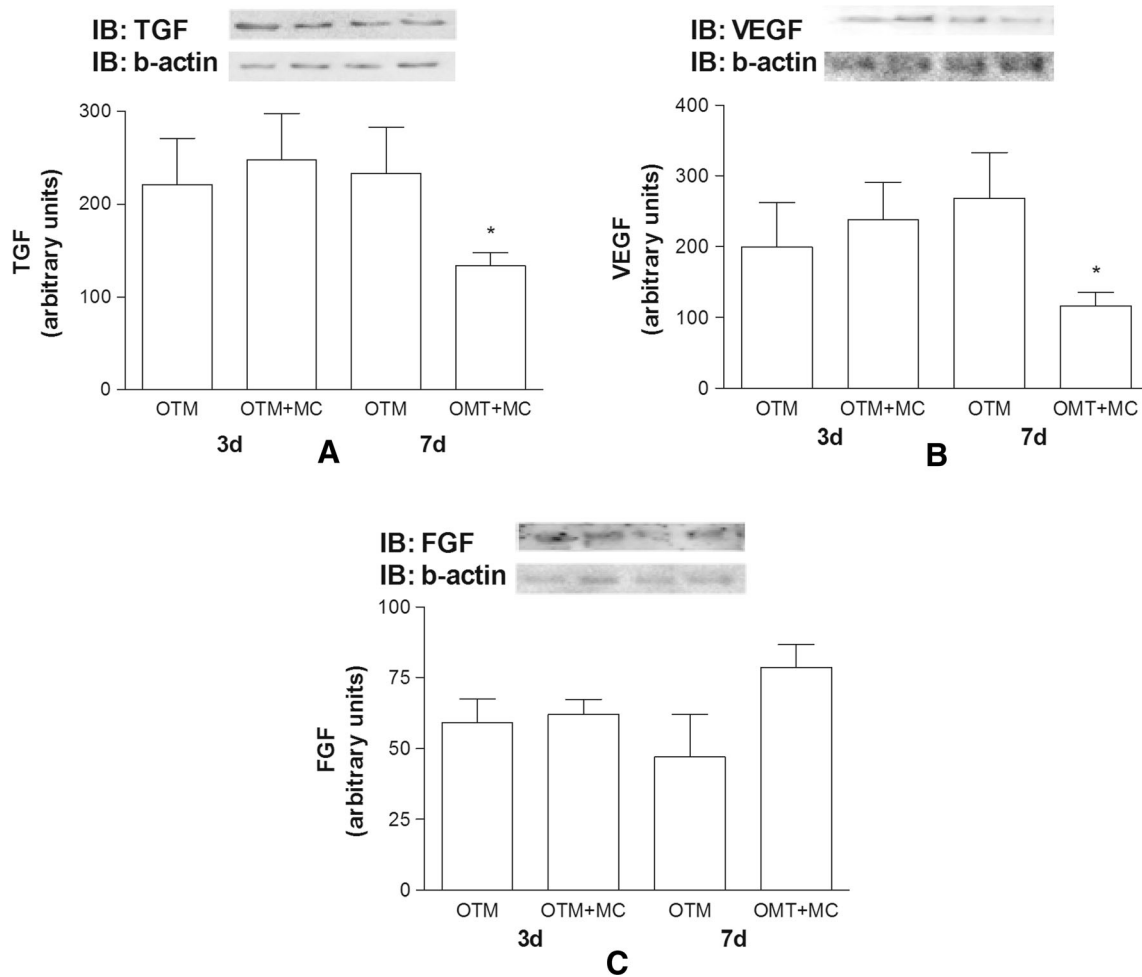 IB: TGF
IB: b-actin
300
200
100
0
TGF
(arbitrary units)
*
OTM OTM+MC OTM OMT+MC
3d 7d
A
IB: VEGF
IB: b-actin
400
300
200
100
0
VEGF
(arbitrary units)
*
OTM OTM+MC OTM OMT+MC
3d 7d
B
IB: FGF
IB: b-actin
100
75
50
25
0
FGF
(arbitrary units)
OTM OTM+MC OTM OMT+MC
3d 7d
C